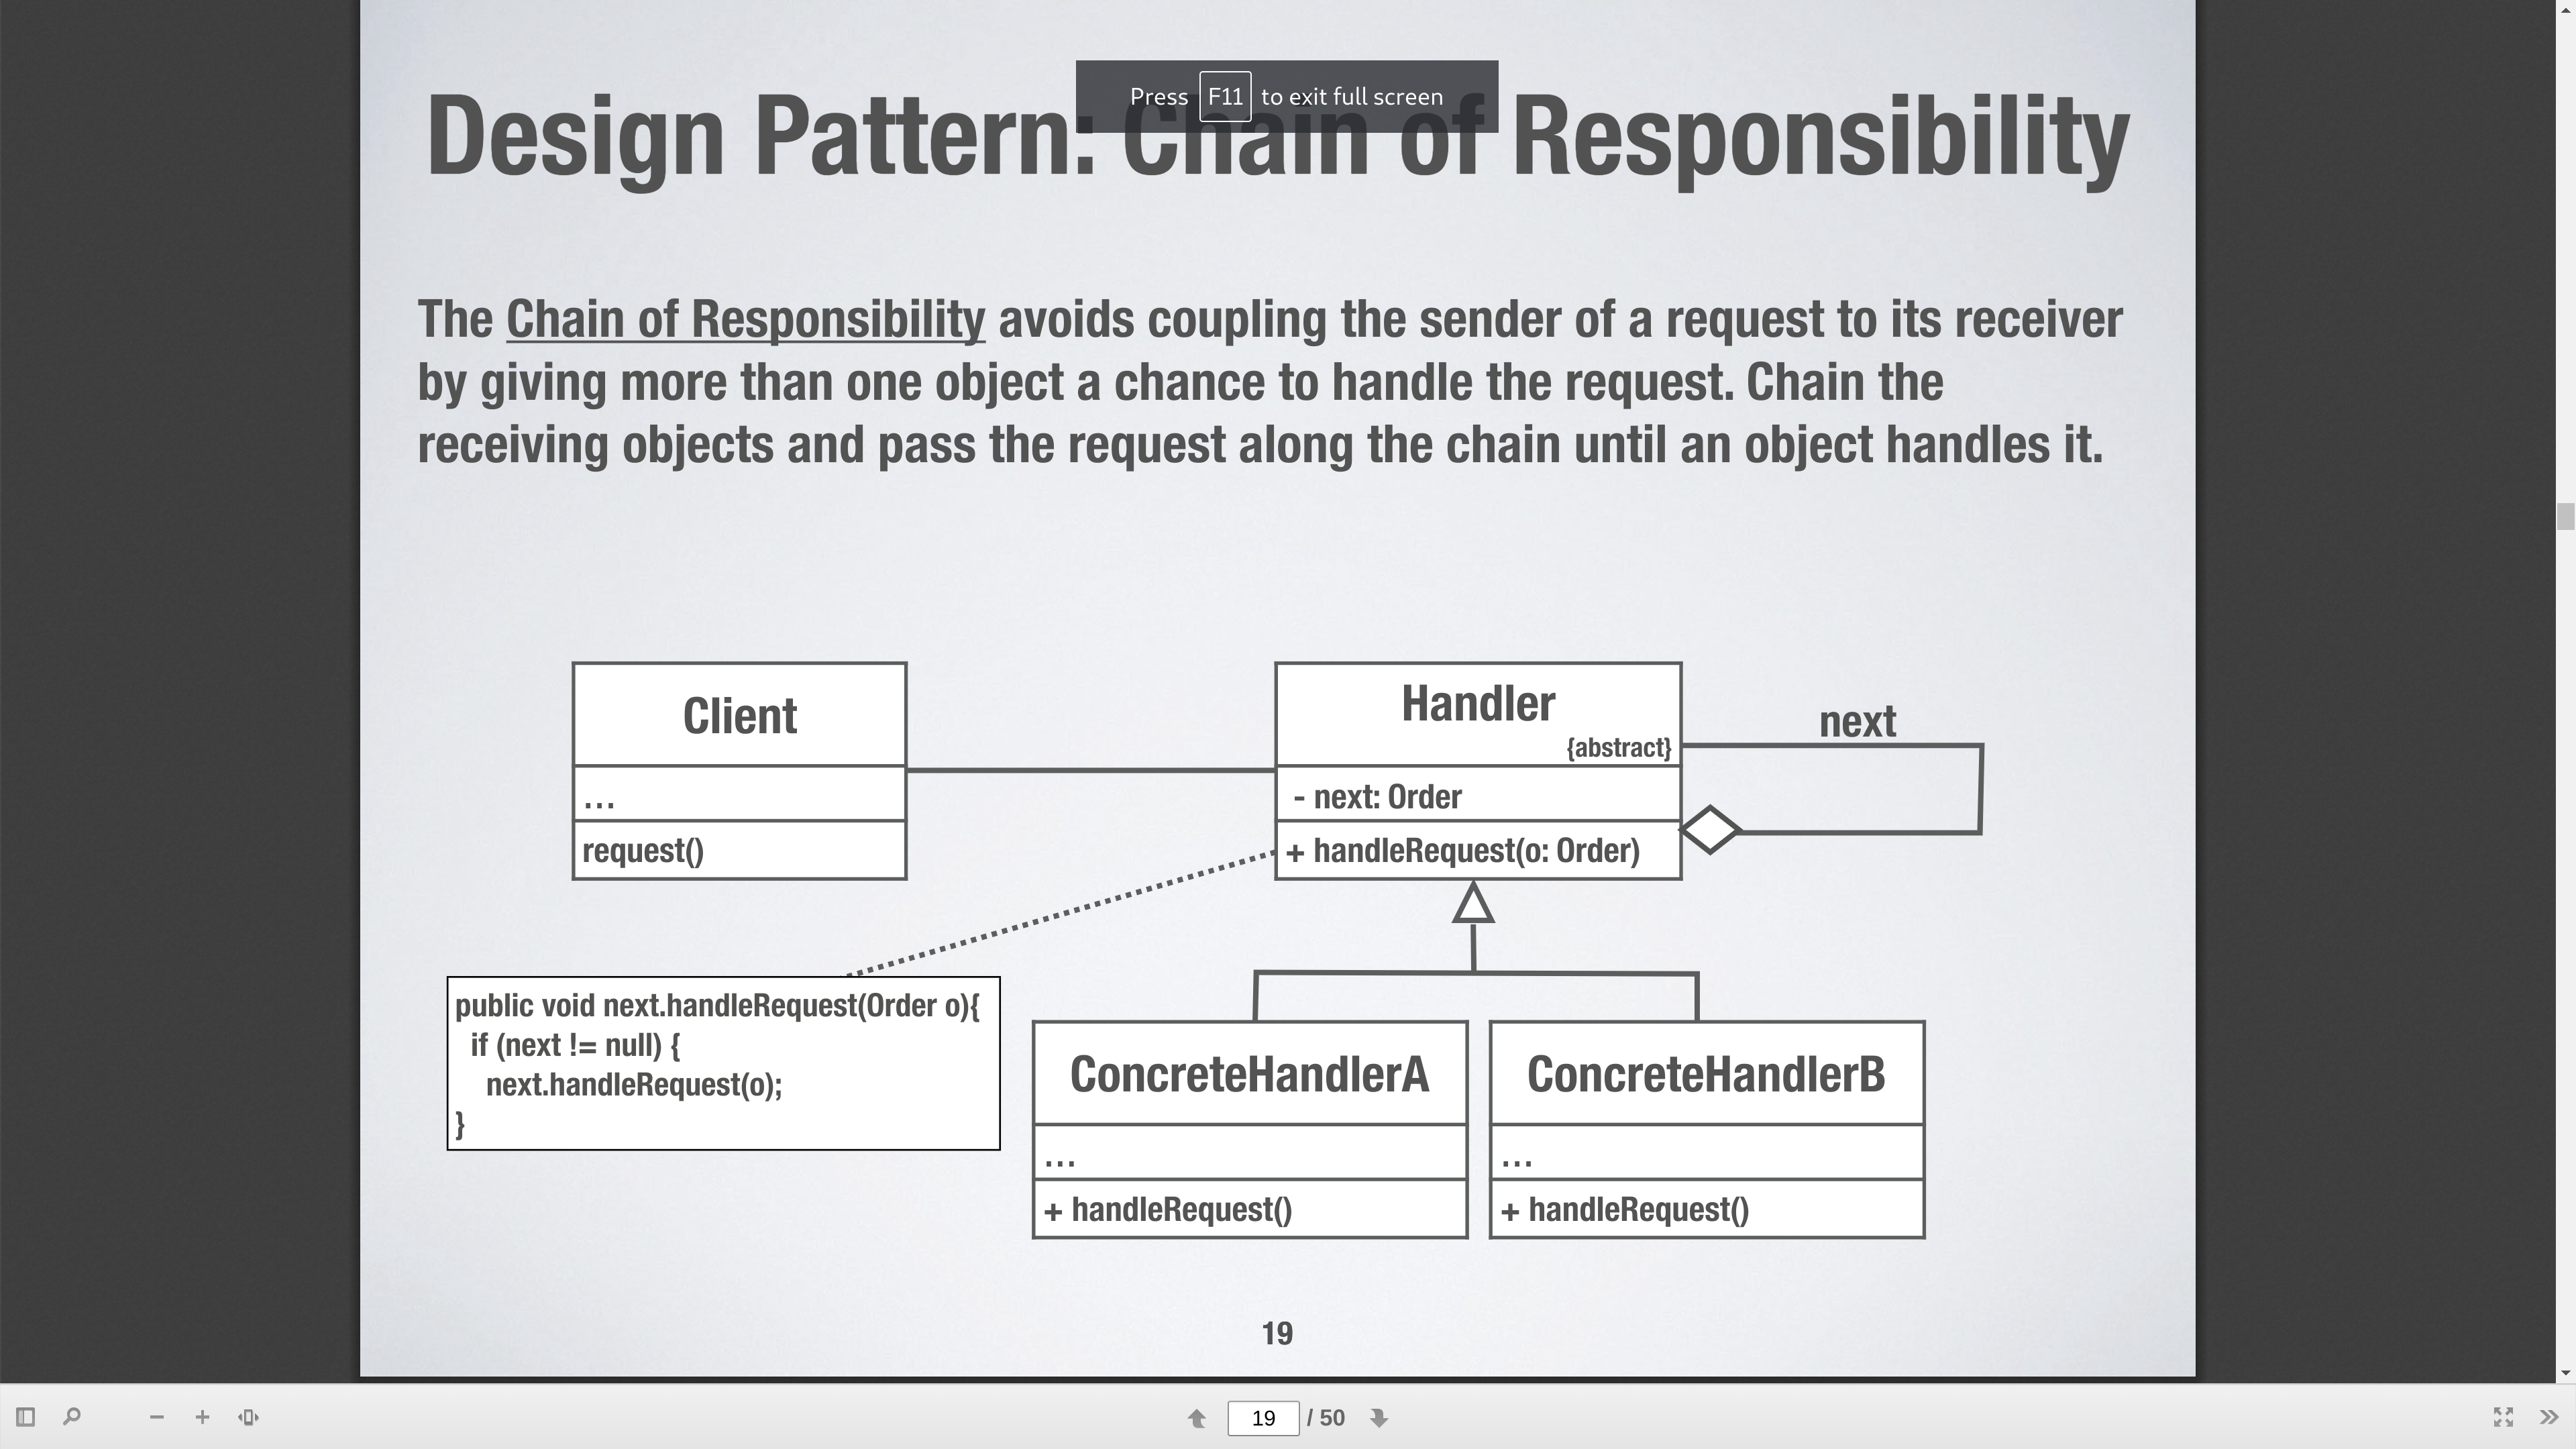 Press F11 to exit full screen
Design Pattern: Chain of Responsibility
The Chain of Responsibility avoids coupling the sender of a request to its receiver
by giving more than one object a chance to handle the request. Chain the
receiving objects and pass the request along the chain until an object handles it.
Client
...
request()
Handler
{abstract}
- next: Order
+ handleRequest(o: Order)
next
public void next.handleRequest(Order o){
if (next != null) {
next.handleRequest(o);
}
ConcreteHandlerA
...
+ handleRequest()
ConcreteHandlerB
...
+ handleRequest()
19
19 / 50